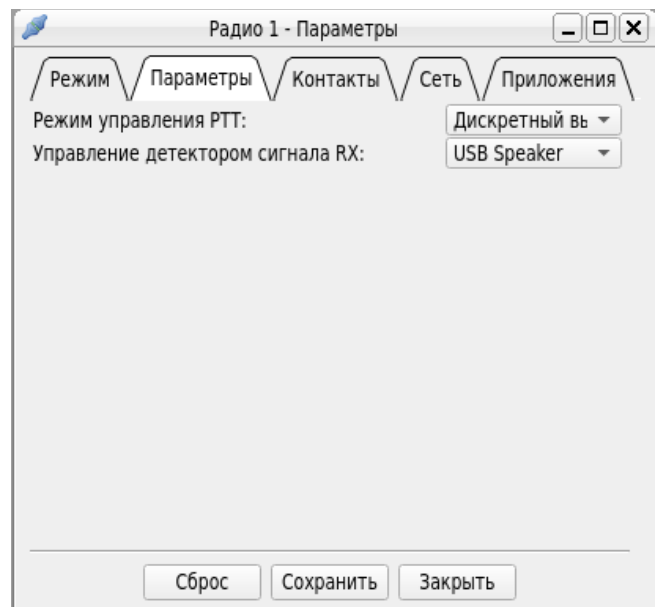 Радио 1 - Параметры
Режим Параметры Контакты Сеть Приложения
Режим управления PTT: Дискретный вы
Управление детектором сигнала RX: USB Speaker
Сброс Сохранить Закрыть